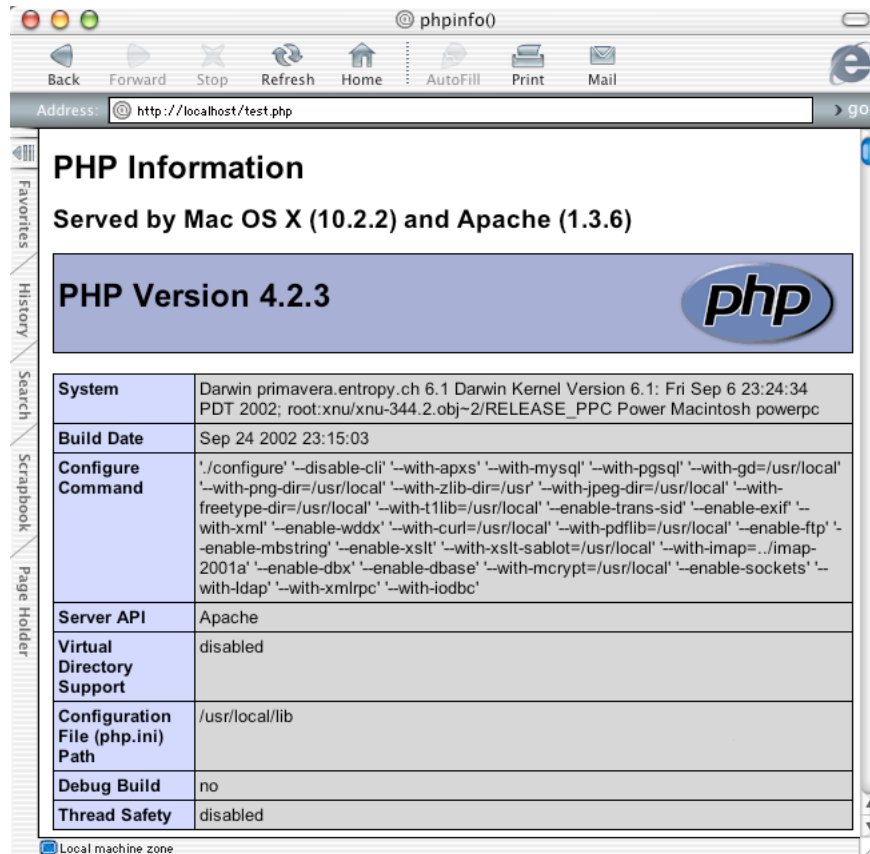 phpinfo()
Back Forward Stop Refresh Home AutoFill Print Mail
Address: http://localhost/test.php go
Favorites
History
Search
Scrapbook
Page Holder
PHP Information
Served by Mac OS X (10.2.2) and Apache (1.3.6)
PHP Version 4.2.3
php
System
Darwin primavera.entropy.ch 6.1 Darwin Kernel Version 6.1: Fri Sep 6 23:24:34
PDT 2002; root:xnu/xnu-344.2.obj~2/RELEASE_PPC Power Macintosh powerpc
Build Date
Sep 24 2002 23:15:03
Configure
Command
'./configure' '--disable-cli' '--with-apxs' '--with-mysql' '--with-pgsql' '--with-gd=/usr/local'
'--with-png-dir=/usr/local' '--with-zlib-dir=/usr' '--with-jpeg-dir=/usr/local' '--with-
freetype-dir=/usr/local' '--with-t1lib=/usr/local' '--enable-trans-sid' '--enable-exif' '--
with-xml' '--enable-wddx' '--with-curl=/usr/local' '--with-pdflib=/usr/local' '--enable-ftp' '-
-enable-mbstring' '--enable-xslt' '--with-xslt-sablot=/usr/local' '--with-imap=../imap-
2001a' '--enable-dbx' '--enable-dbase' '--with-mcrypt=/usr/local' '--enable-sockets' '--
with-ldap' '--with-xmlrpc' '--with-iodbc'
Server API
Apache
Virtual
Directory
Support
disabled
Configuration
File (php.ini)
Path
/usr/local/lib
Debug Build
no
Thread Safety
disabled
Local machine zone